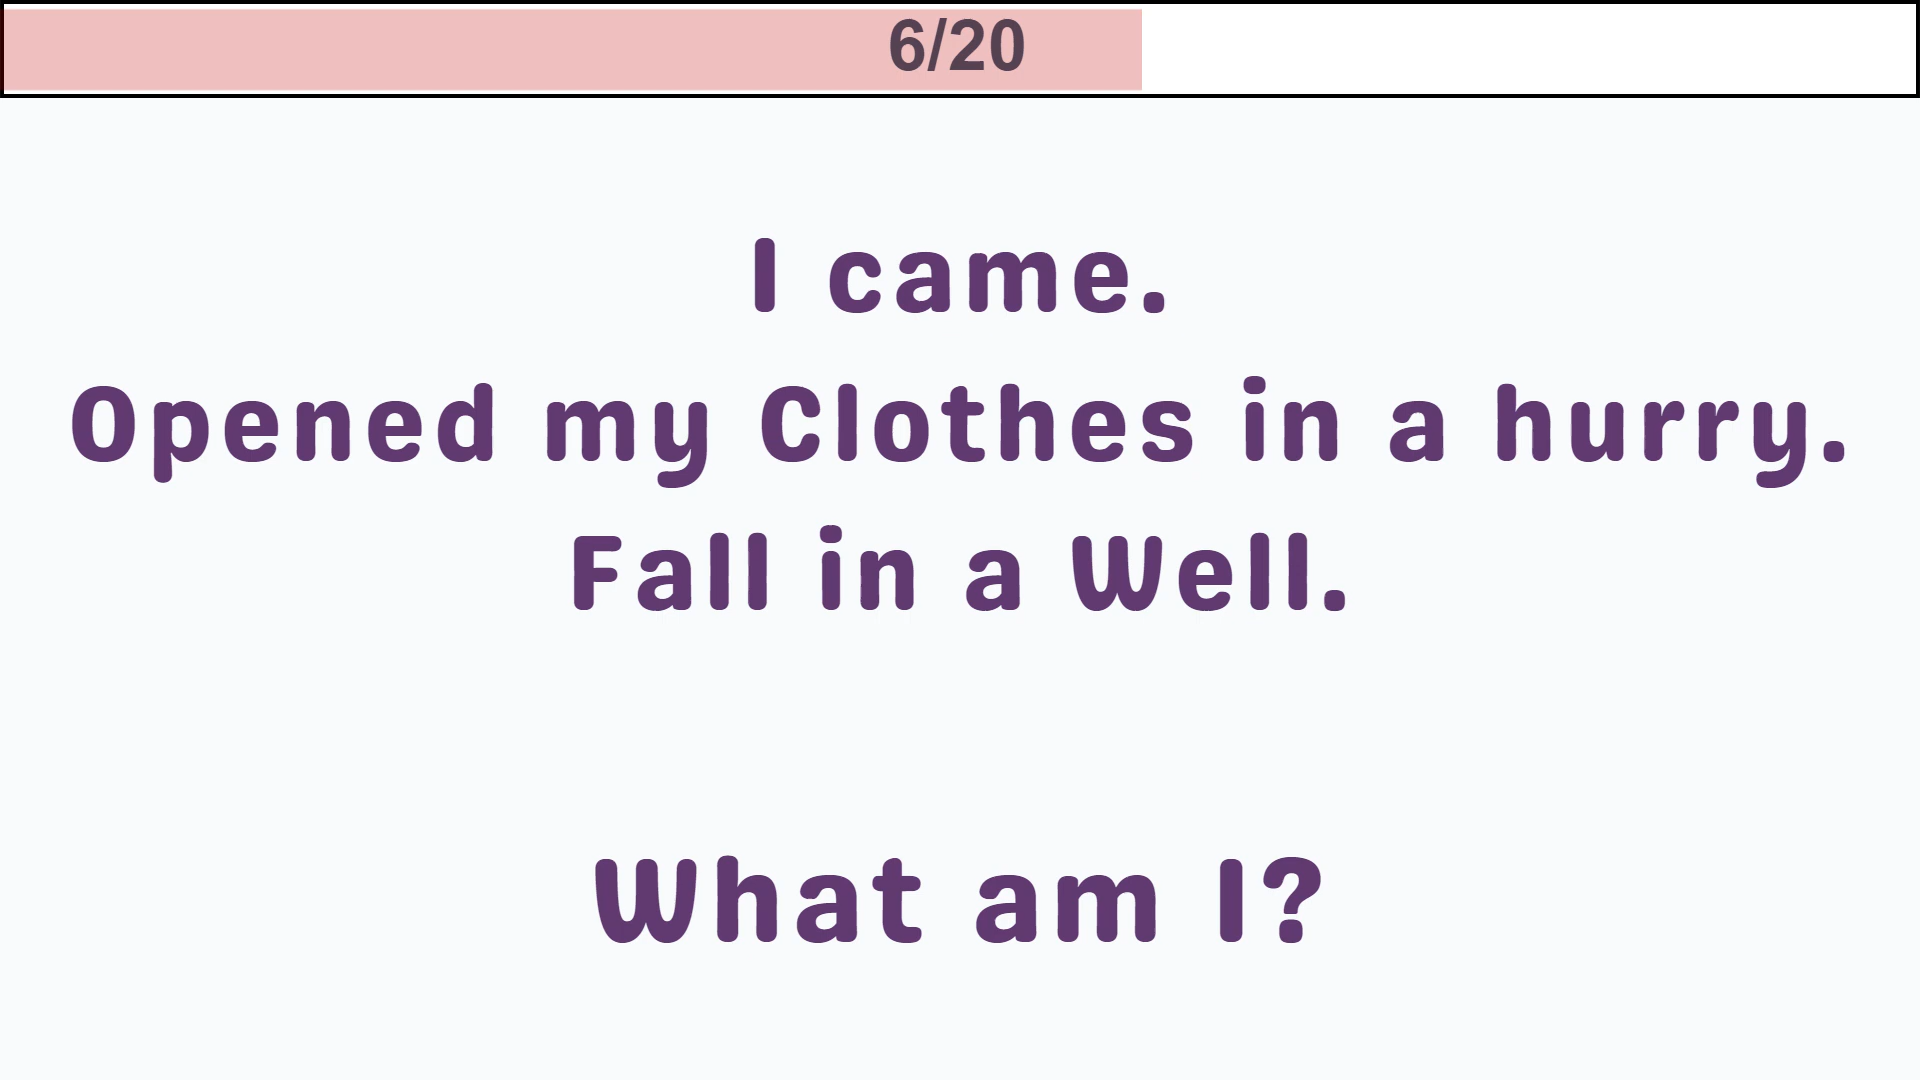 6/20
I came.
Opened my Clothes in a hurry.
Fall in a Well.
What am I?